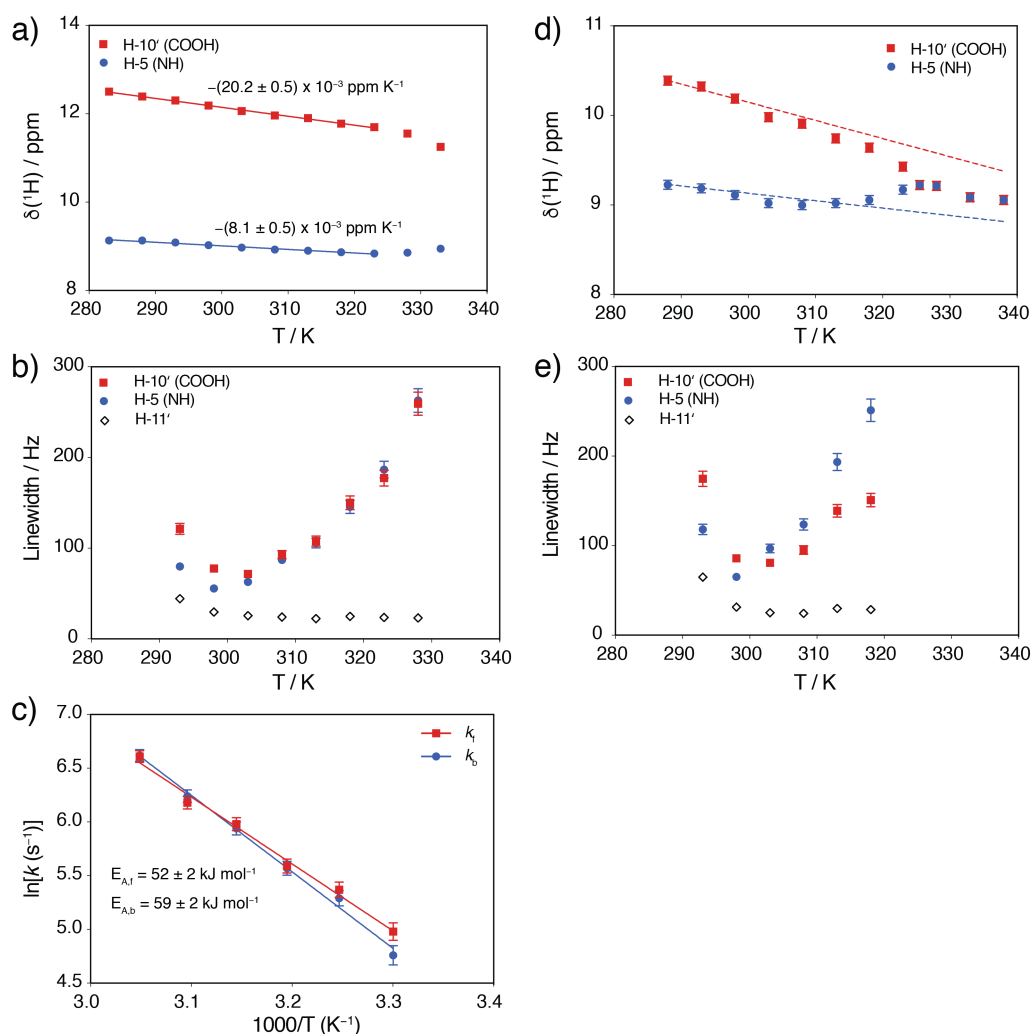 a)
14
12
10
8
280
290
300
310
320
330
340
δ(¹H) / ppm
T / K
H-10‘ (COOH)
H-5 (NH)
−(20.2 ± 0.5) x 10⁻³ ppm K⁻¹
−(8.1 ± 0.5) x 10⁻³ ppm K⁻¹
d)
11
10
9
8
280
290
300
310
320
330
340
δ(¹H) / ppm
T / K
H-10‘ (COOH)
H-5 (NH)
b)
300
200
100
0
280
290
300
310
320
330
340
Linewidth / Hz
T / K
H-10‘ (COOH)
H-5 (NH)
H-11‘
e)
300
200
100
0
280
290
300
310
320
330
340
Linewidth / Hz
T / K
H-10‘ (COOH)
H-5 (NH)
H-11‘
c)
7.0
6.5
6.0
5.5
5.0
4.5
3.0
3.1
3.2
3.3
3.4
ln[k (s⁻¹)]
1000/T (K⁻¹)
k_f
k_b
E_A,f = 52 ± 2 kJ mol⁻¹
E_A,b = 59 ± 2 kJ mol⁻¹